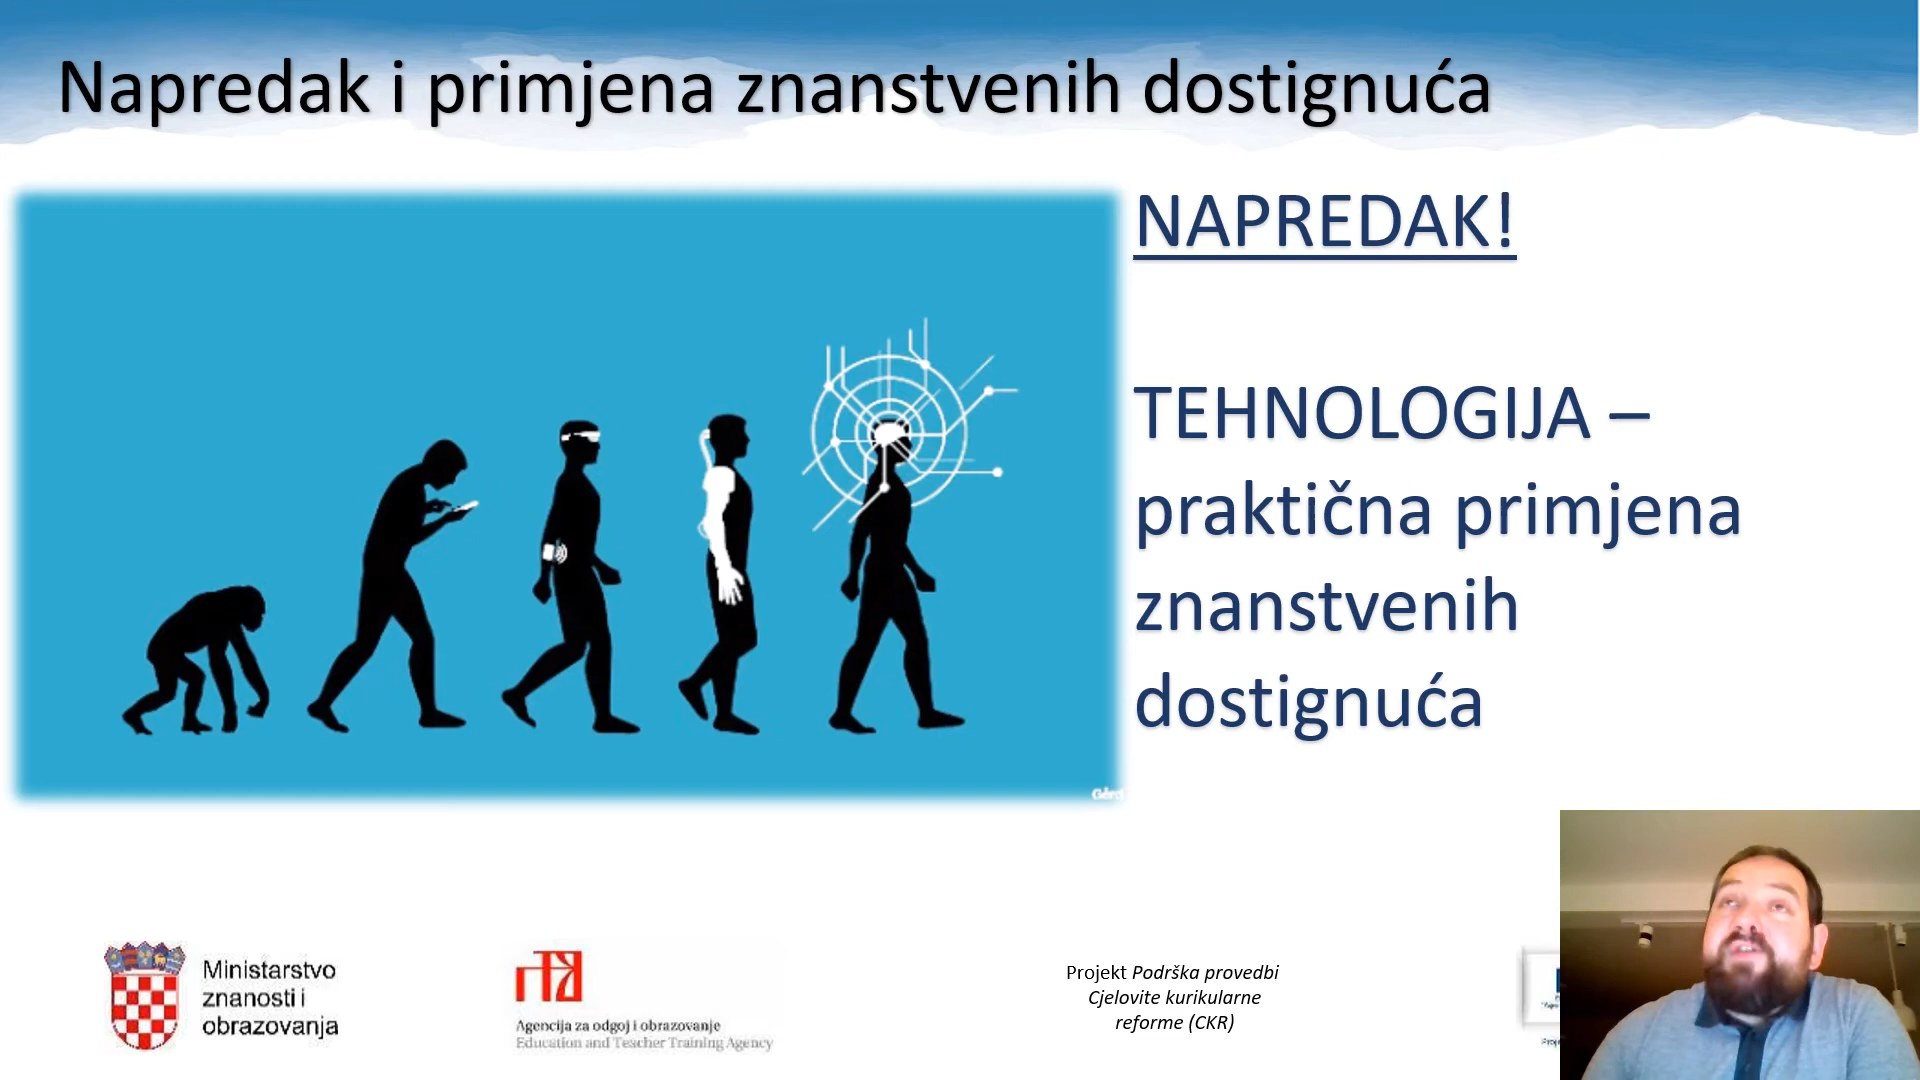 Napredak i primjena znanstvenih dostignuća
NAPREDAK!
TEHNOLOGIJA –
praktična primjena
znanstvenih
dostignuća
Ministarstvo
znanosti i
obrazovanja
Agencija za odgoj i obrazovanje
Education and Teacher Training Agency
Projekt Podrška provedbi
Cjelovite kurikularne
reforme (CKR)